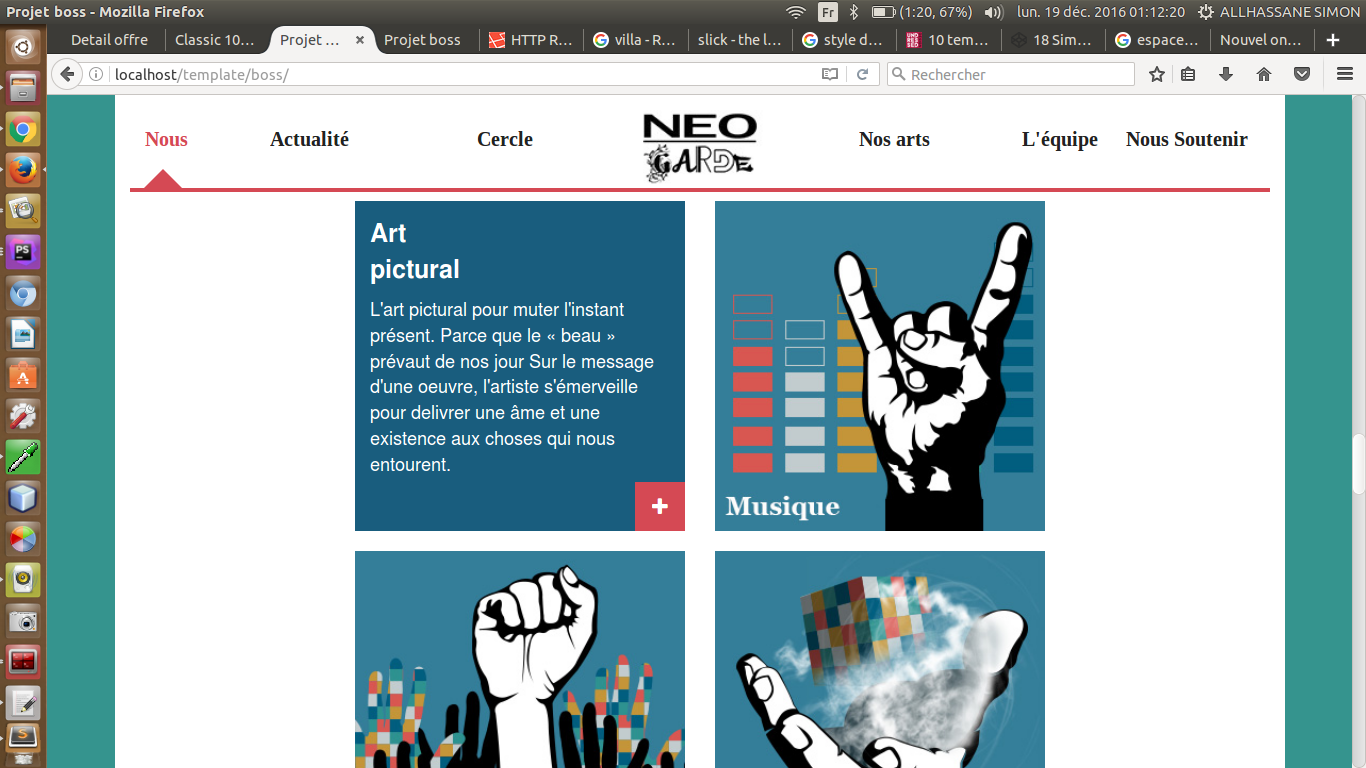 Projet boss - Mozilla Firefox
Fr
(1:20, 67%)
lun. 19 déc. 2016 01:12:20
ALLHASSANE SIMON
Detail offre
Classic 10…
Projet …
×
Projet boss
HTTP R…
villa - R…
slick - the l…
style d…
10 tem…
18 Sim…
espace…
Nouvel on…
localhost/template/boss/
Rechercher
Nous
Actualité
Cercle
NEO
GARDE
Nos arts
L'équipe
Nous Soutenir
Art
pictural
L'art pictural pour muter l'instant
présent. Parce que le « beau »
prévaut de nos jour Sur le message
d'une oeuvre, l'artiste s'émerveille
pour delivrer une âme et une
existence aux choses qui nous
entourent.
+
Musique
PS